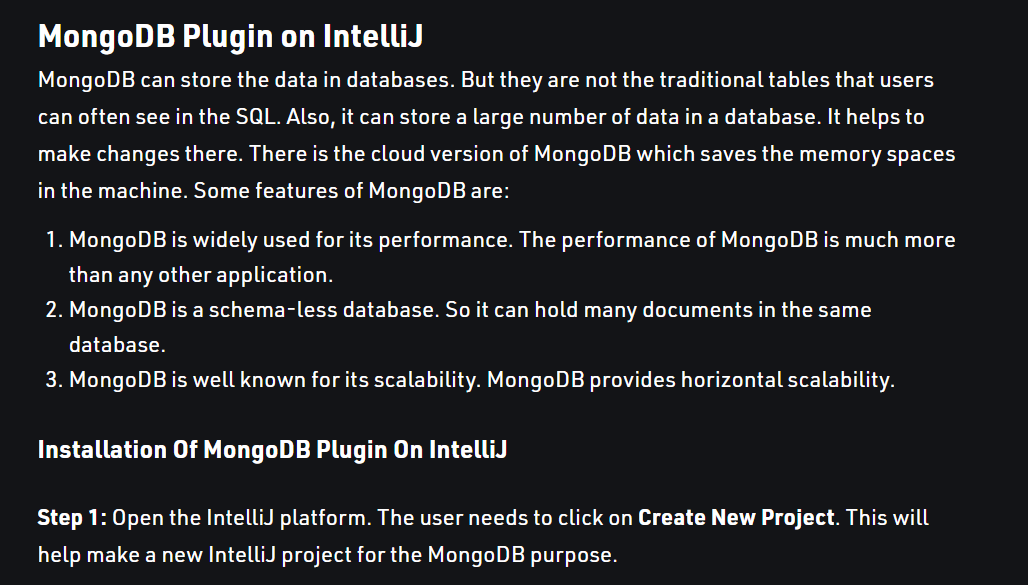 MongoDB Plugin on IntelliJ
MongoDB can store the data in databases. But they are not the traditional tables that users
can often see in the SQL. Also, it can store a large number of data in a database. It helps to
make changes there. There is the cloud version of MongoDB which saves the memory spaces
in the machine. Some features of MongoDB are:
1. MongoDB is widely used for its performance. The performance of MongoDB is much more
than any other application.
2. MongoDB is a schema-less database. So it can hold many documents in the same
database.
3. MongoDB is well known for its scalability. MongoDB provides horizontal scalability.
Installation Of MongoDB Plugin On IntelliJ
Step 1: Open the IntelliJ platform. The user needs to click on Create New Project. This will
help make a new IntelliJ project for the MongoDB purpose.